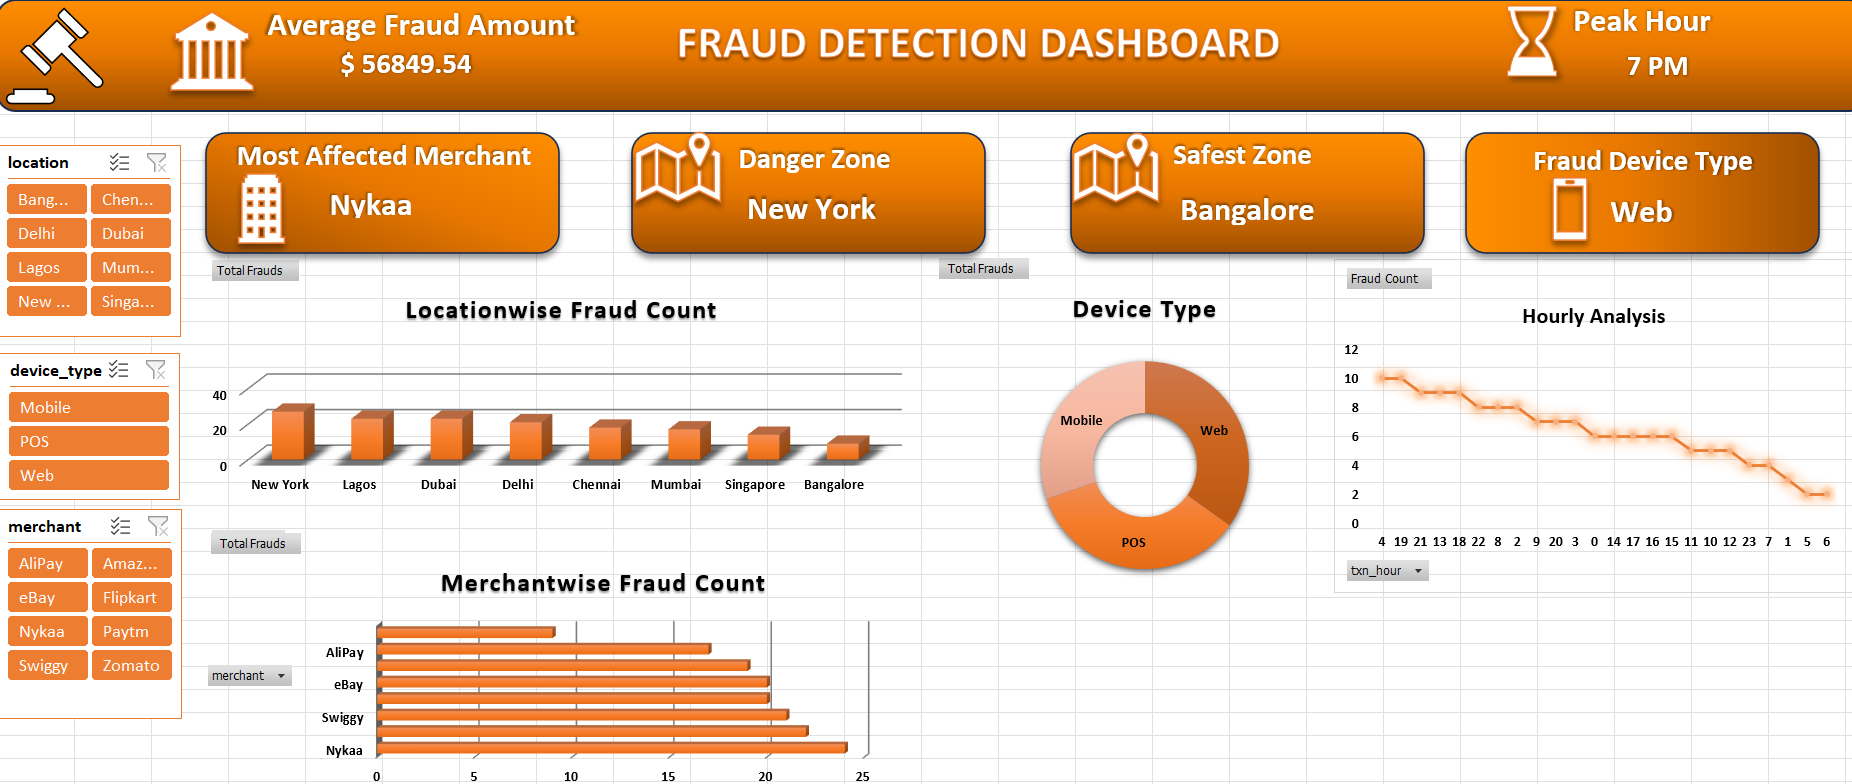 Average Fraud Amount
$ 56849.54
FRAUD DETECTION DASHBOARD
Peak Hour
7 PM
location
Bang...
Chen...
Delhi
Dubai
Lagos
Mum...
New ...
Singa...
device_type
Mobile
POS
Web
merchant
AliPay
Amaz...
eBay
Flipkart
Nykaa
Paytm
Swiggy
Zomato
Most Affected Merchant
Nykaa
Danger Zone
New York
Safest Zone
Bangalore
Fraud Device Type
Web
Total Frauds
Locationwise Fraud Count
40
20
0
New York Lagos Dubai Delhi Chennai Mumbai Singapore Bangalore
Total Frauds
Device Type
Mobile
Web
POS
Fraud Count
Hourly Analysis
12
10
8
6
4
2
0
4 19 21 13 18 22 8 2 9 20 3 0 14 17 16 15 11 10 12 23 7 1 5 6
txn_hour
Total Frauds
Merchantwise Fraud Count
merchant
AliPay
eBay
Swiggy
Nykaa
0 5 10 15 20 25